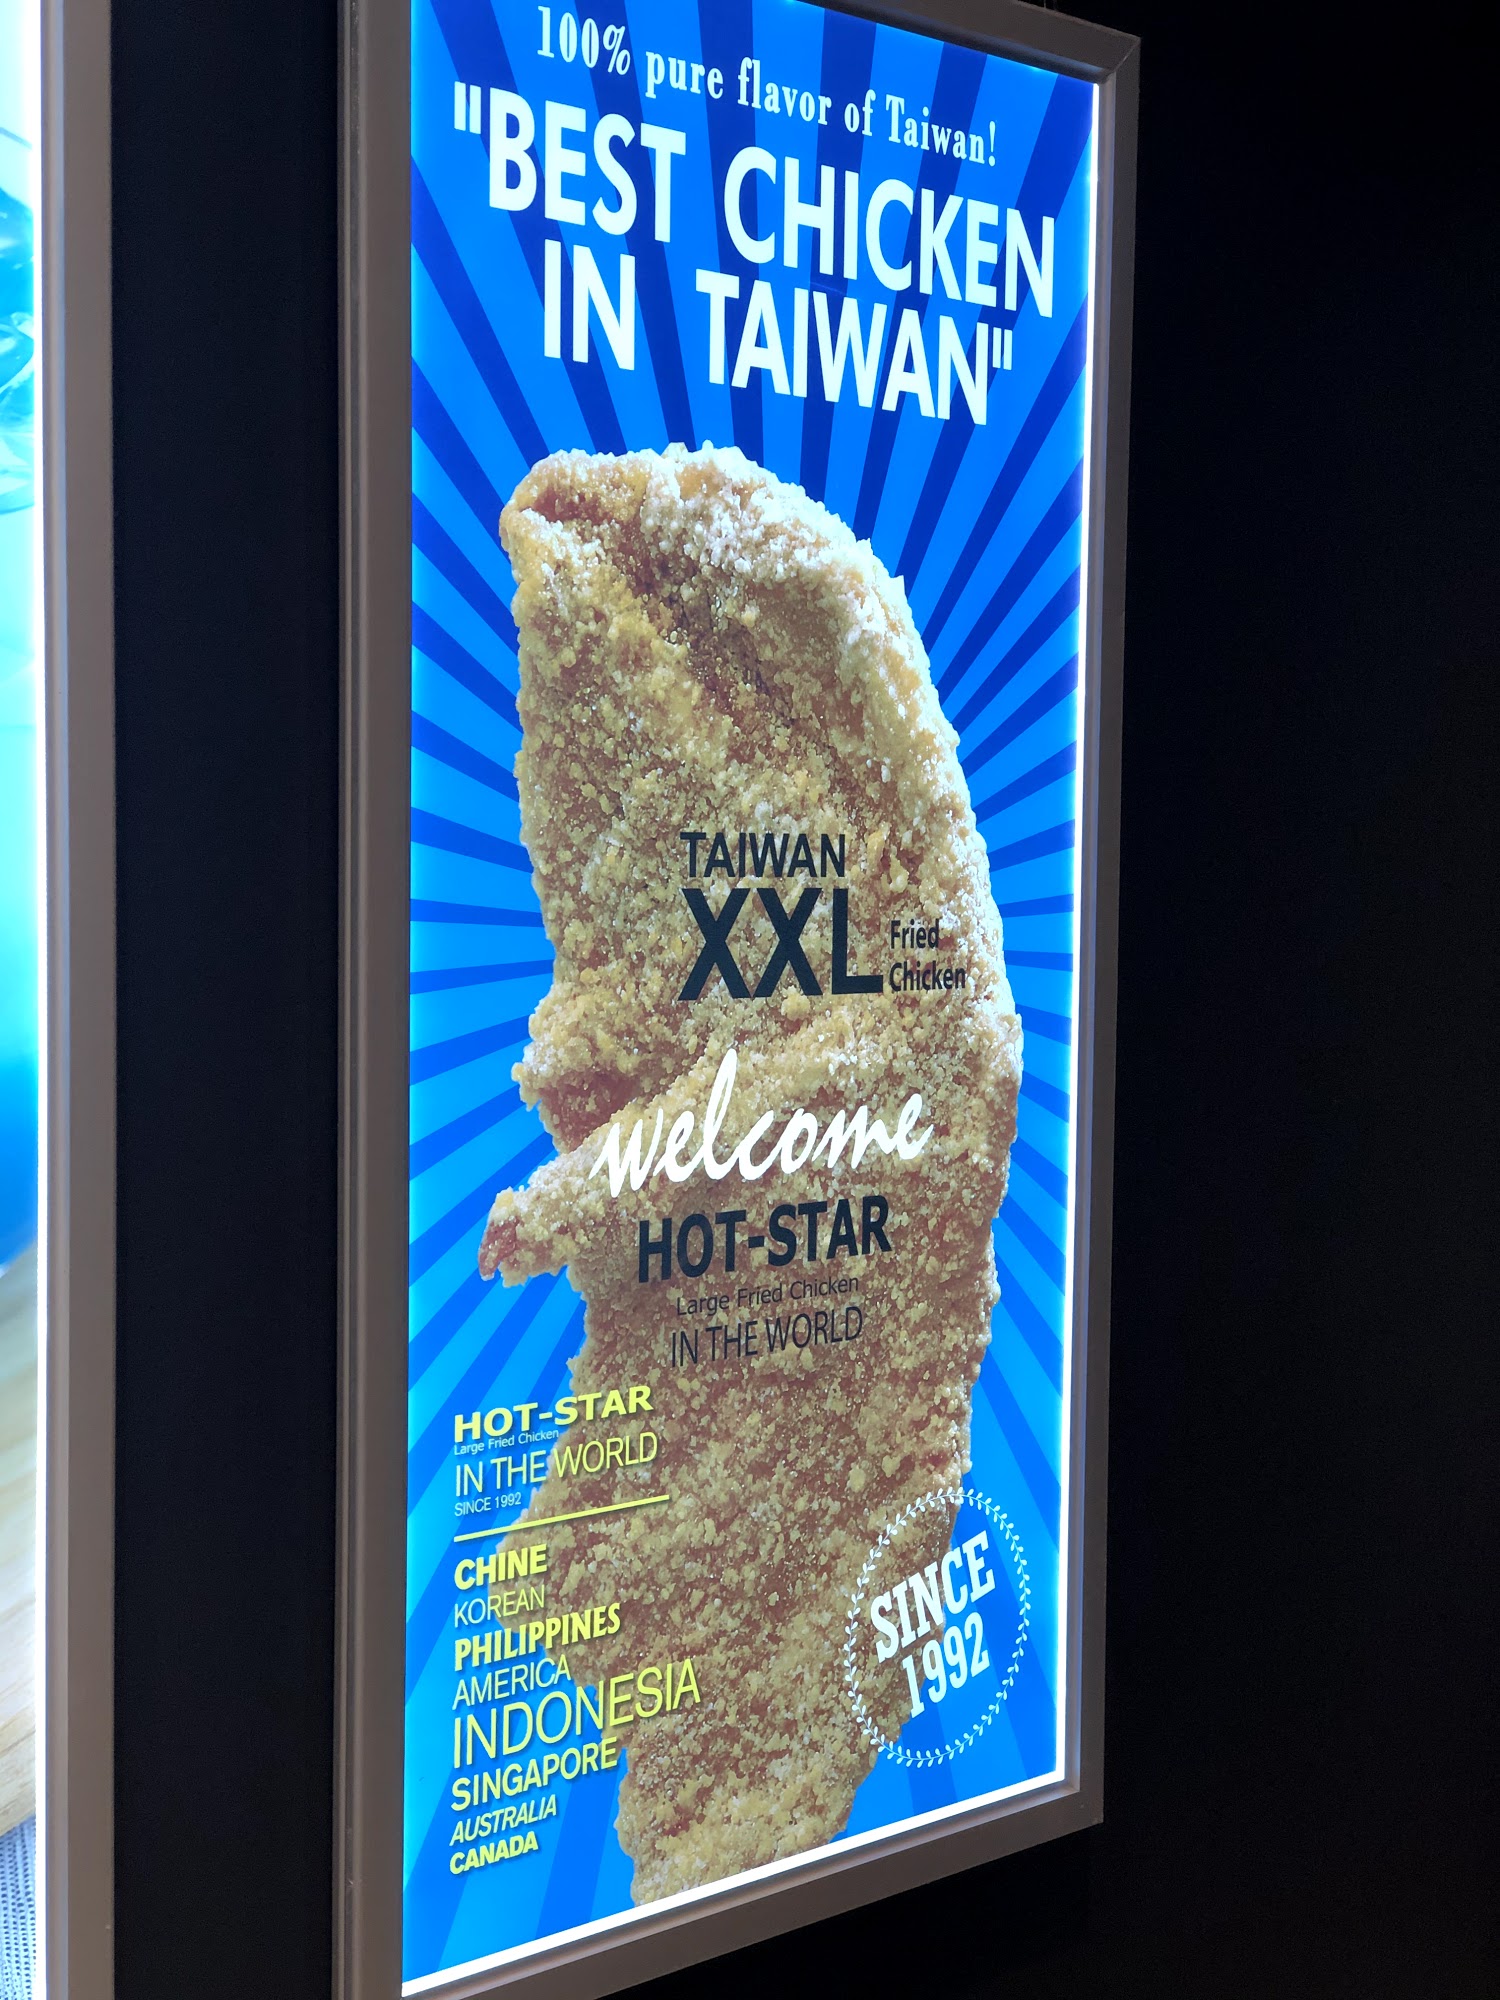 100% pure flavor of Taiwan!
"BEST CHICKEN
IN TAIWAN"
TAIWAN
XXL Fried
Chicken
welcome
HOT-STAR
Large Fried Chicken
IN THE WORLD
HOT-STAR
Large Fried Chicken
IN THE WORLD
SINCE 1992
CHINE
KOREAN
PHILIPPINES
AMERICA
INDONESIA
SINGAPORE
AUSTRALIA
CANADA
SINCE
1992